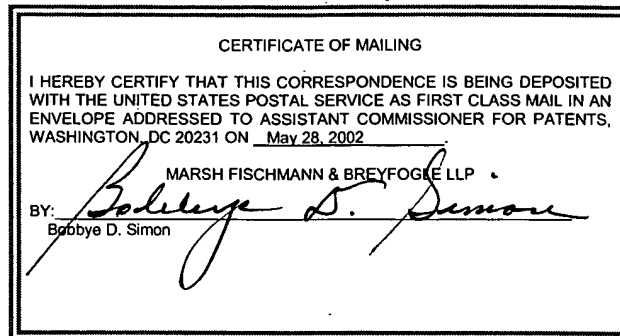 CERTIFICATE OF MAILING
I HEREBY CERTIFY THAT THIS CORRESPONDENCE IS BEING DEPOSITED
WITH THE UNITED STATES POSTAL SERVICE AS FIRST CLASS MAIL IN AN
ENVELOPE ADDRESSED TO ASSISTANT COMMISSIONER FOR PATENTS,
WASHINGTON, DC 20231 ON May 28, 2002.
MARSH FISCHMANN & BREYFOGLE LLP
BY: Bobbye D. Simon
Bobbye D. Simon